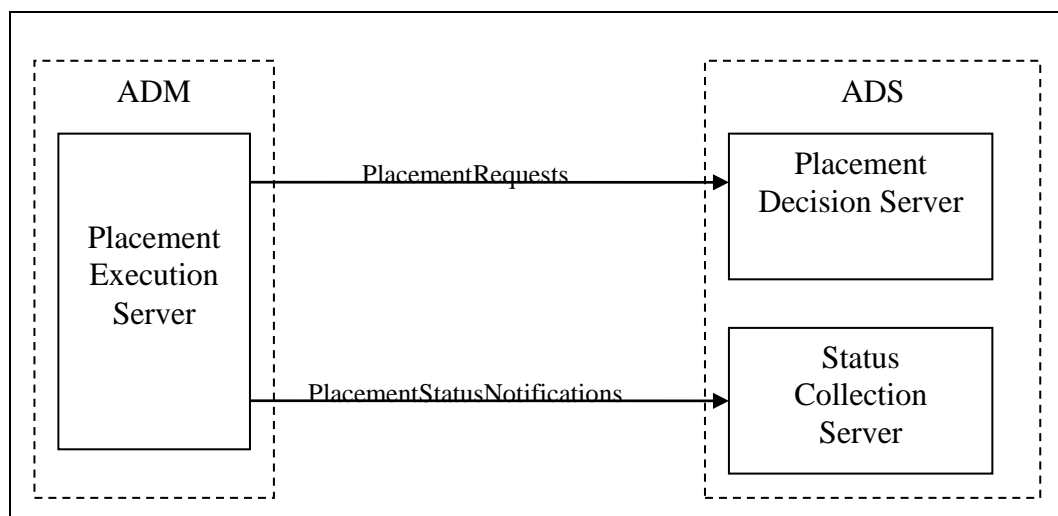 ADM
ADS
PlacementRequests
Placement
Decision Server
Placement
Execution
Server
PlacementStatusNotifications
Status
Collection
Server